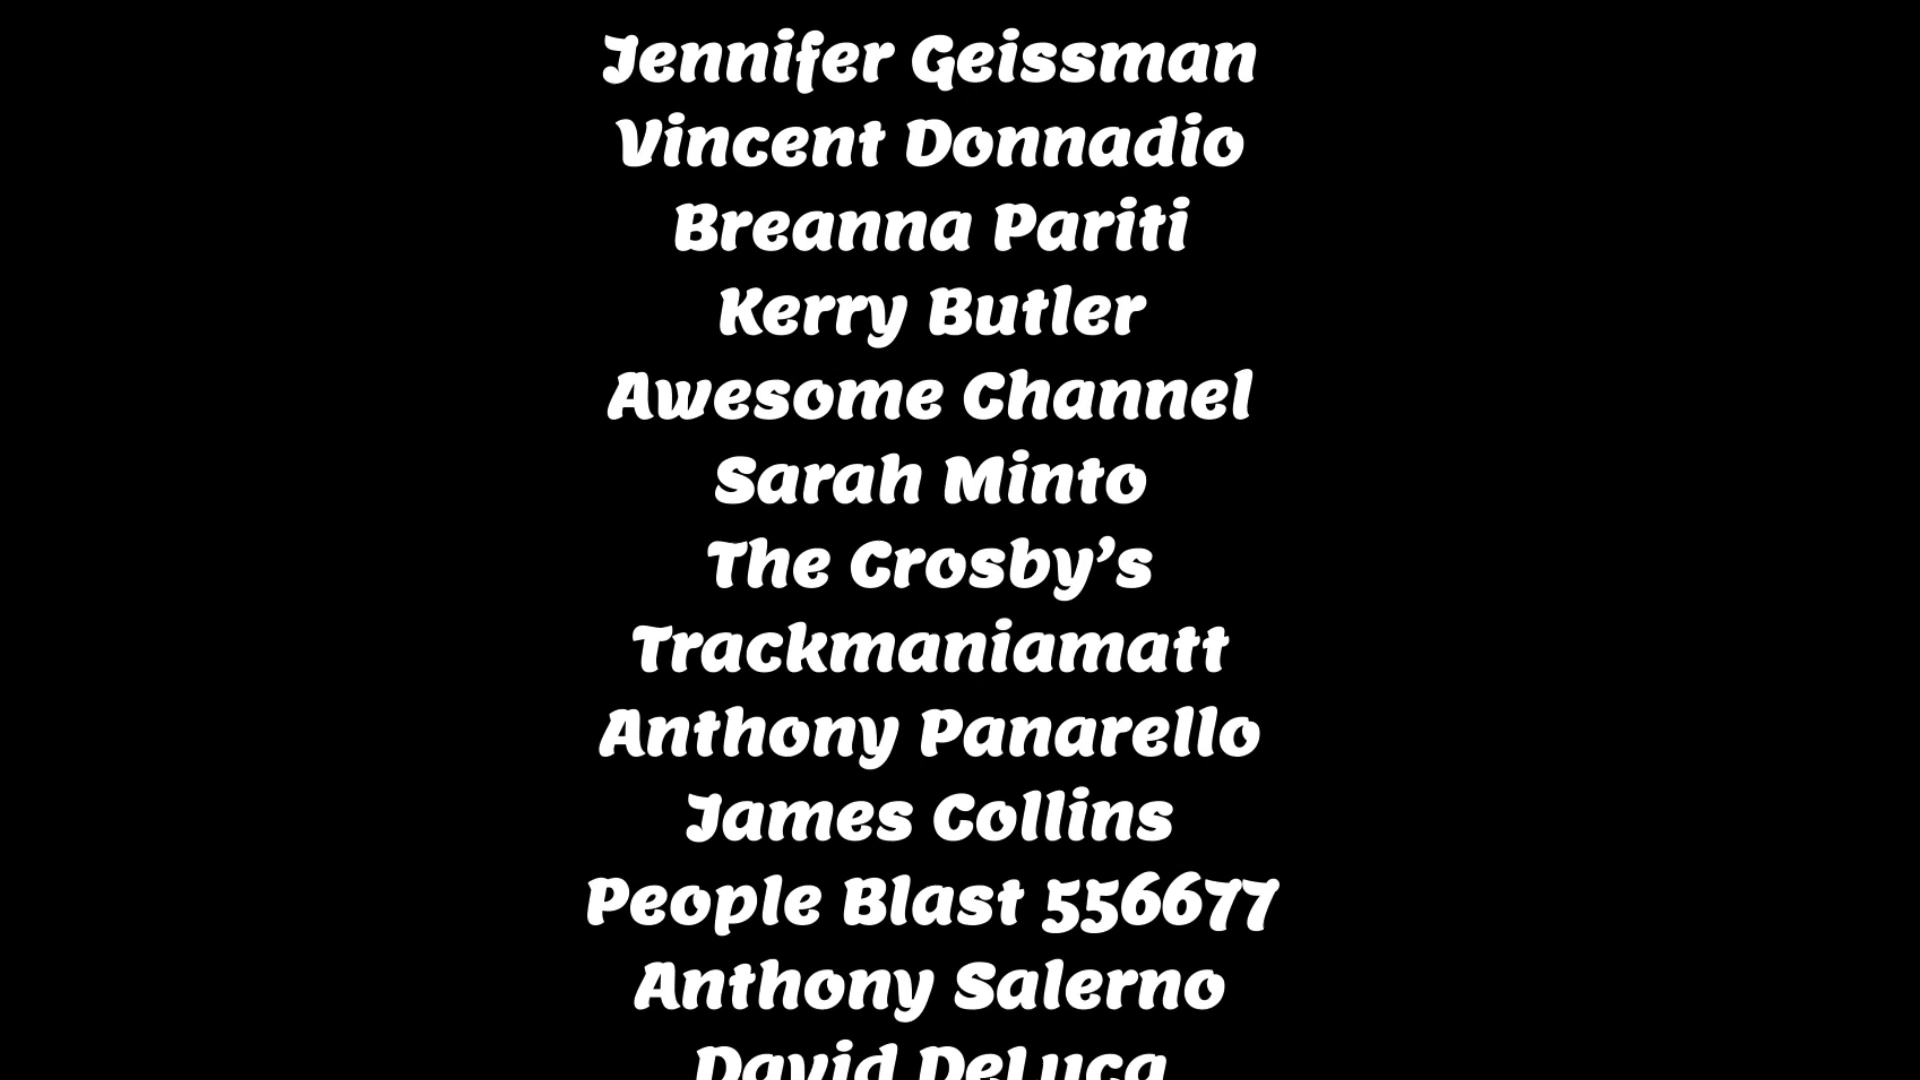 Jennifer Geissman
Vincent Donnadio
Breanna Pariti
Kerry Butler
Awesome Channel
Sarah Minto
The Crosby’s
Trackmaniamatt
Anthony Panarello
James Collins
People Blast 556677
Anthony Salerno
David DeLuca